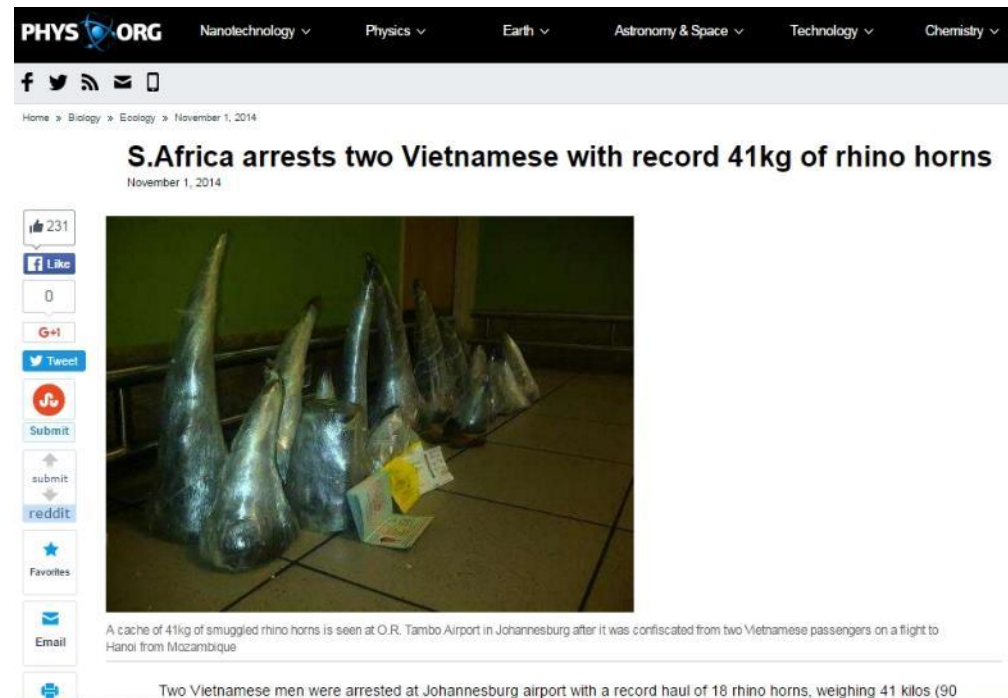 PHYS ORG Nanotechnology Physics Earth Astronomy & Space Technology Chemistry
Home » Biology » Ecology » November 1, 2014
S.Africa arrests two Vietnamese with record 41kg of rhino horns
November 1, 2014
231
Like
0
G+1
Tweet
Submit
submit
reddit
Favorites
Email
A cache of 41kg of smuggled rhino horns is seen at O.R. Tambo Airport in Johannesburg after it was confiscated from two Vietnamese passengers on a flight to
Hanoi from Mozambique
Two Vietnamese men were arrested at Johannesburg airport with a record haul of 18 rhino horns, weighing 41 kilos (90